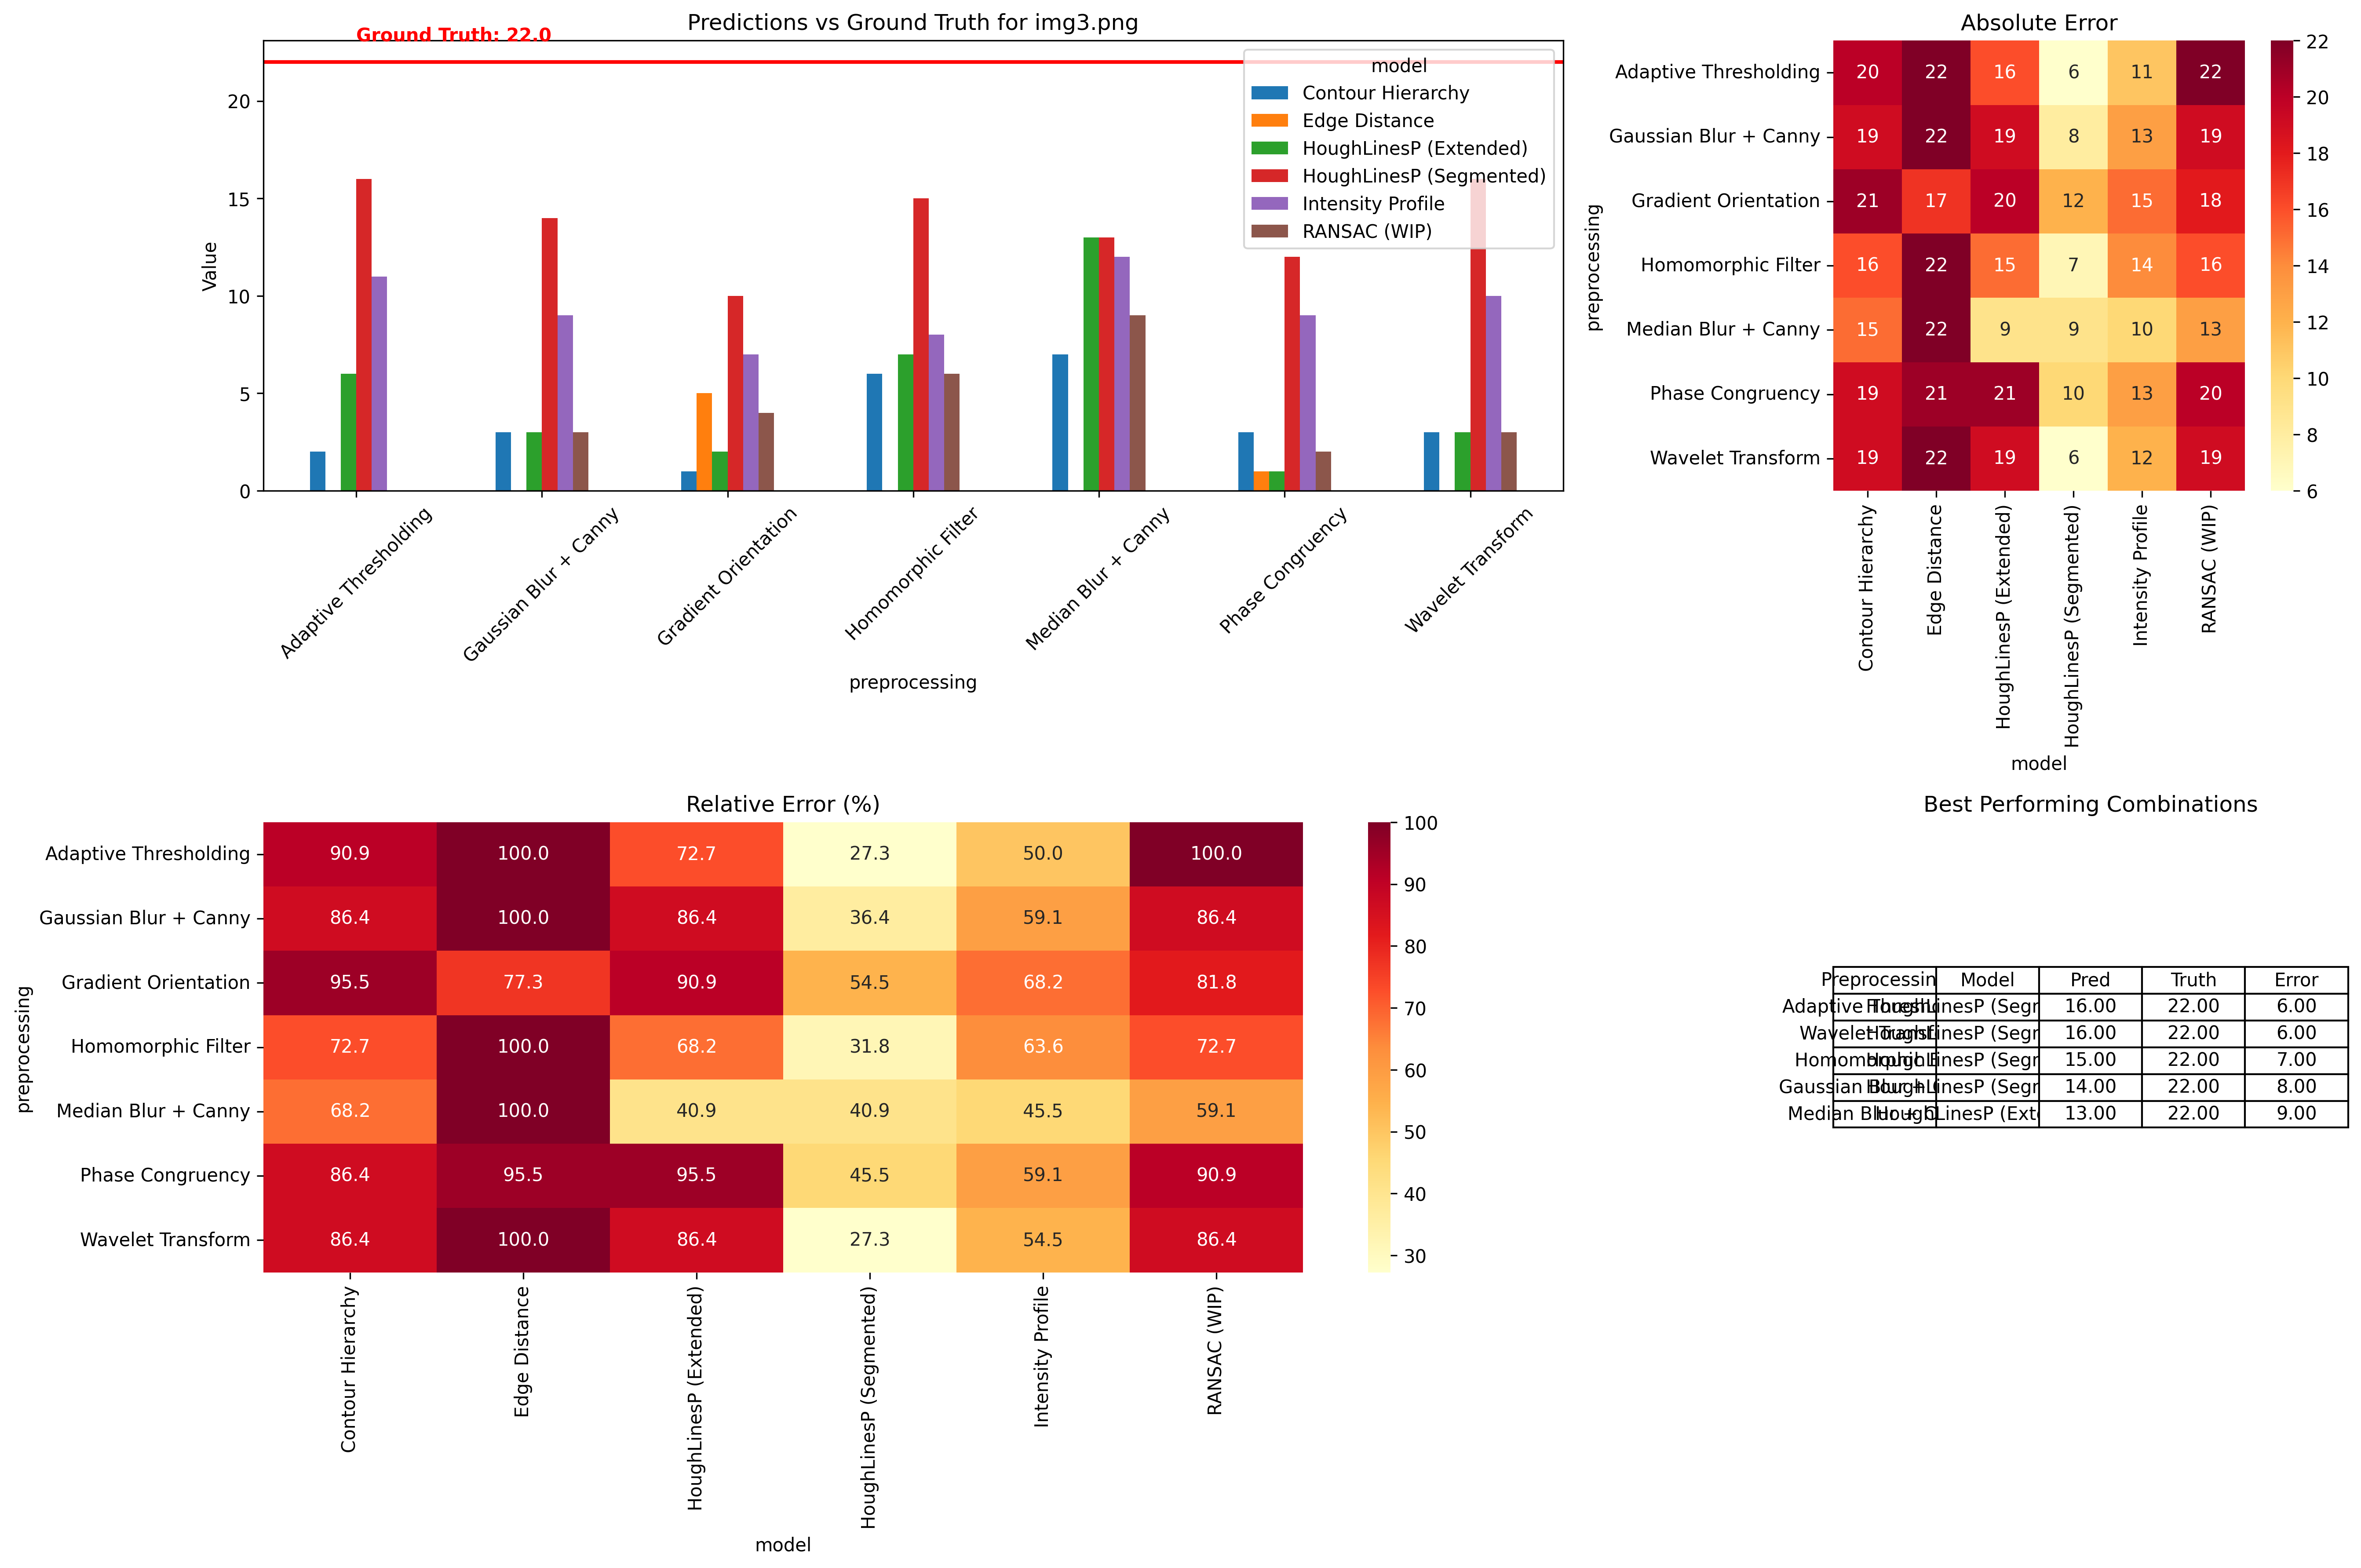 Predictions vs Ground Truth for img3.png
Ground Truth: 22.0
Value
20
15
10
5
0
model
Contour Hierarchy
Edge Distance
HoughLinesP (Extended)
HoughLinesP (Segmented)
Intensity Profile
RANSAC (WIP)
Adaptive Thresholding
Gaussian Blur + Canny
Gradient Orientation
Homomorphic Filter
Median Blur + Canny
Phase Congruency
Wavelet Transform
preprocessing
Absolute Error
preprocessing
Adaptive Thresholding 20 22 16 6 11 22
Gaussian Blur + Canny 19 22 19 8 13 19
Gradient Orientation 21 17 20 12 15 18
Homomorphic Filter 16 22 15 7 14 16
Median Blur + Canny 15 22 9 9 10 13
Phase Congruency 19 21 21 10 13 20
Wavelet Transform 19 22 19 6 12 19
22
20
18
16
14
12
10
8
6
Contour Hierarchy
Edge Distance
HoughLinesP (Extended)
HoughLinesP (Segmented)
Intensity Profile
RANSAC (WIP)
model
Relative Error (%)
preprocessing
Adaptive Thresholding 90.9 100.0 72.7 27.3 50.0 100.0
Gaussian Blur + Canny 86.4 100.0 86.4 36.4 59.1 86.4
Gradient Orientation 95.5 77.3 90.9 54.5 68.2 81.8
Homomorphic Filter 72.7 100.0 68.2 31.8 63.6 72.7
Median Blur + Canny 68.2 100.0 40.9 40.9 45.5 59.1
Phase Congruency 86.4 95.5 95.5 45.5 59.1 90.9
Wavelet Transform 86.4 100.0 86.4 27.3 54.5 86.4
100
90
80
70
60
50
40
30
Contour Hierarchy
Edge Distance
HoughLinesP (Extended)
HoughLinesP (Segmented)
Intensity Profile
RANSAC (WIP)
model
Best Performing Combinations
Preprocessin Model Pred Truth Error
Adaptive (Segr 16.00 22.00 6.00
Wavelet (Segr 16.00 22.00 6.00
(Segr 15.00 22.00 7.00
Gaussian (Segr 14.00 22.00 8.00
Median 13.00 22.00 9.00